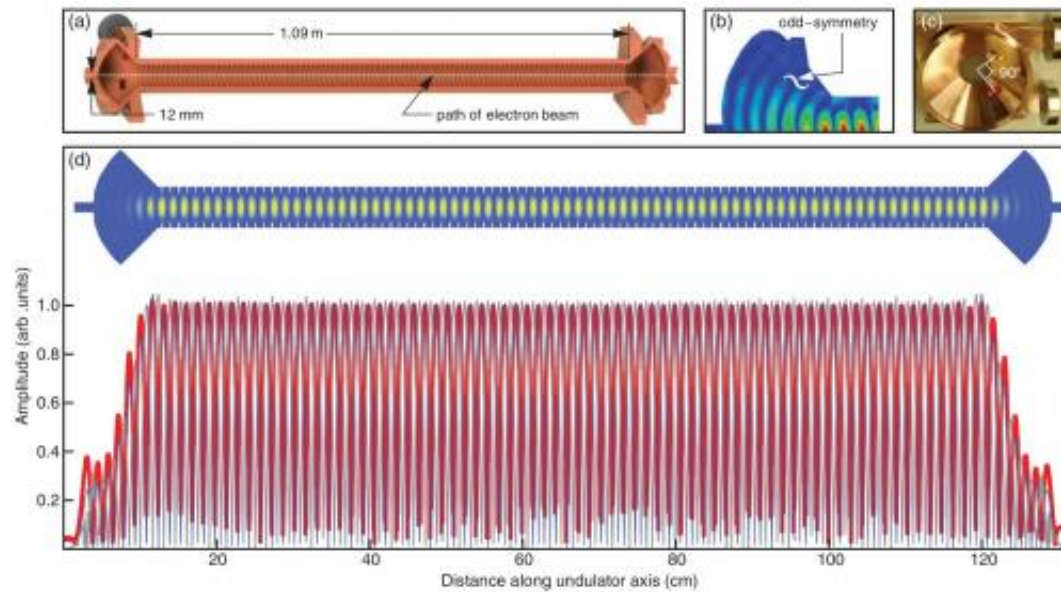 (a)
1.09 m
12 mm
path of electron beam
(b)
odd-symmetry
(c)
90°
(d)
Amplitude (arb .units)
1.0
0.8
0.6
0.4
0.2
20
40
60
80
100
120
Distance along undulator axis (cm)